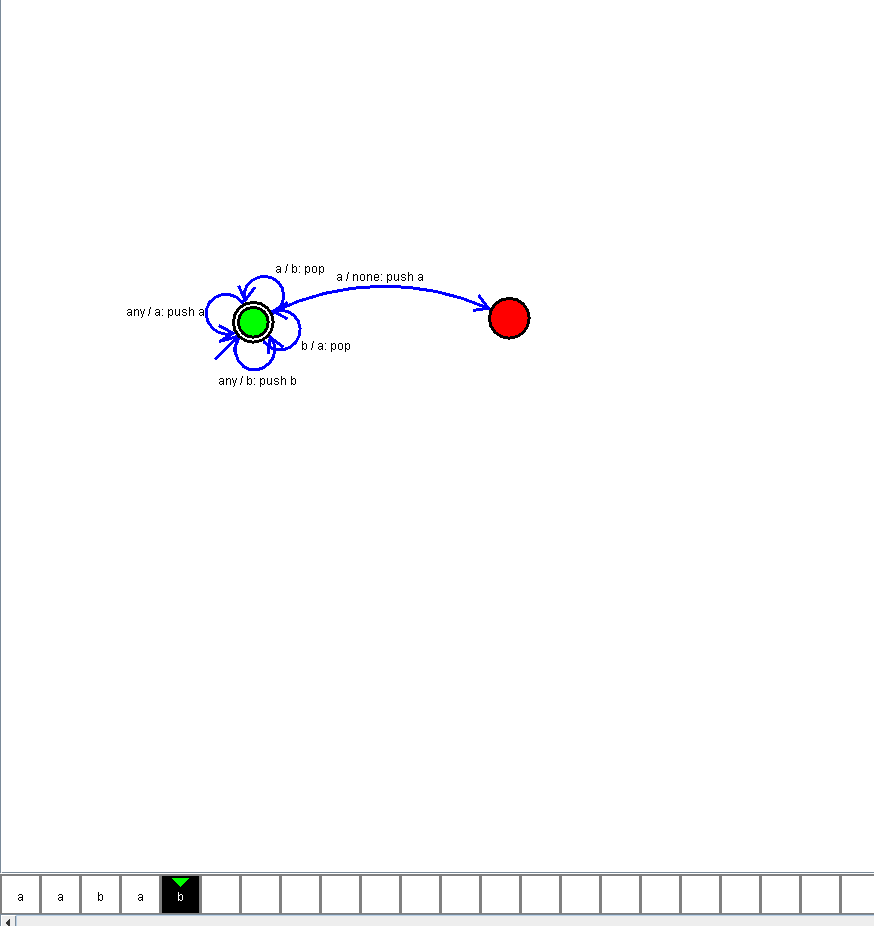 a / b: pop
a / none: push a
any / a: push a
b / a: pop
any / b: push b
a a b a b